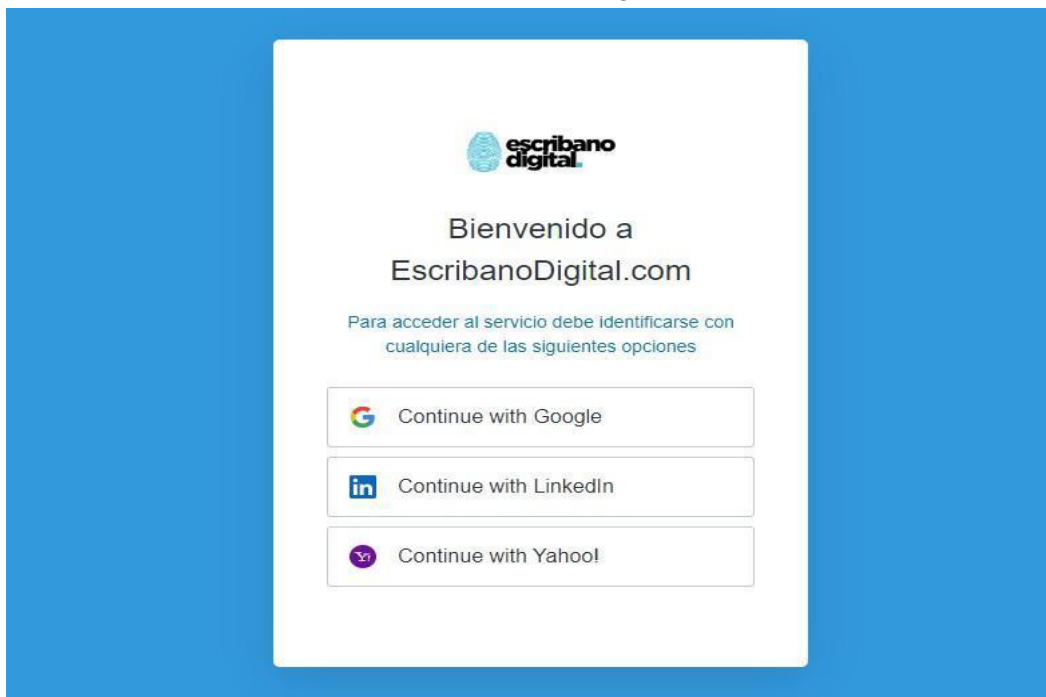 escribano
digital.
Bienvenido a
EscribanoDigital.com
Para acceder al servicio debe identificarse con
cualquiera de las siguientes opciones
Continue with Google
in Continue with LinkedIn
Continue with Yahoo!